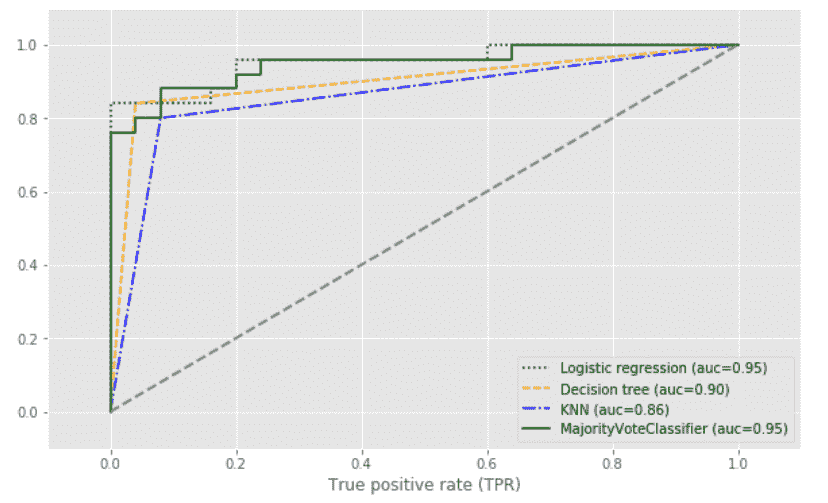 1.0
0.8
0.6
0.4
0.2
0.0
Logistic regression (auc=0.95)
Decision tree (auc=0.90)
KNN (auc=0.86)
MajorityVoteClassifier (auc=0.95)
0.0 0.2 0.4 0.6 0.8 1.0
True positive rate (TPR)